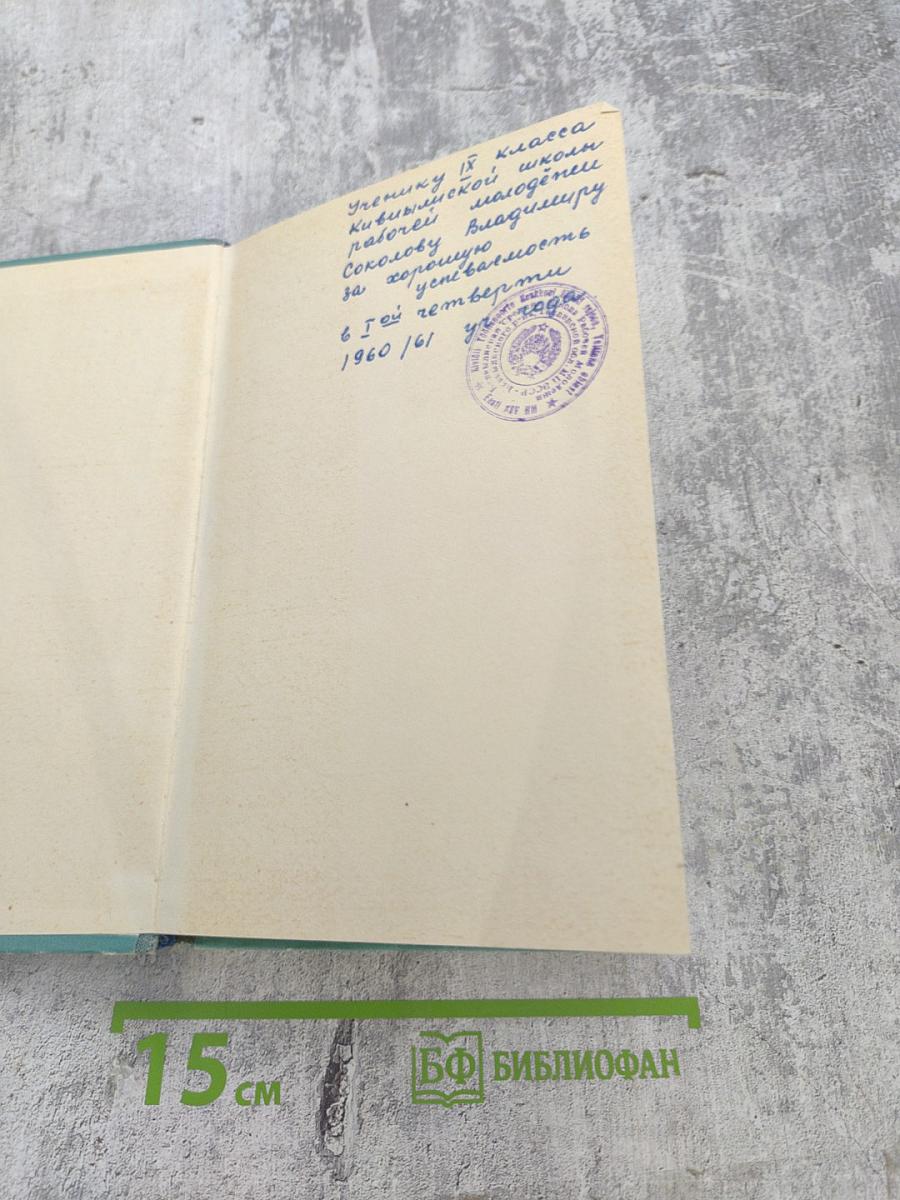 Ученику IX класса
Кивиылиской школы
рабочей молодёжи
Соколову Владимиру
за хорошую
успеваемость
в Iой четверти
1960/61 уч. года
15 см
БФ БИБЛИОФАН